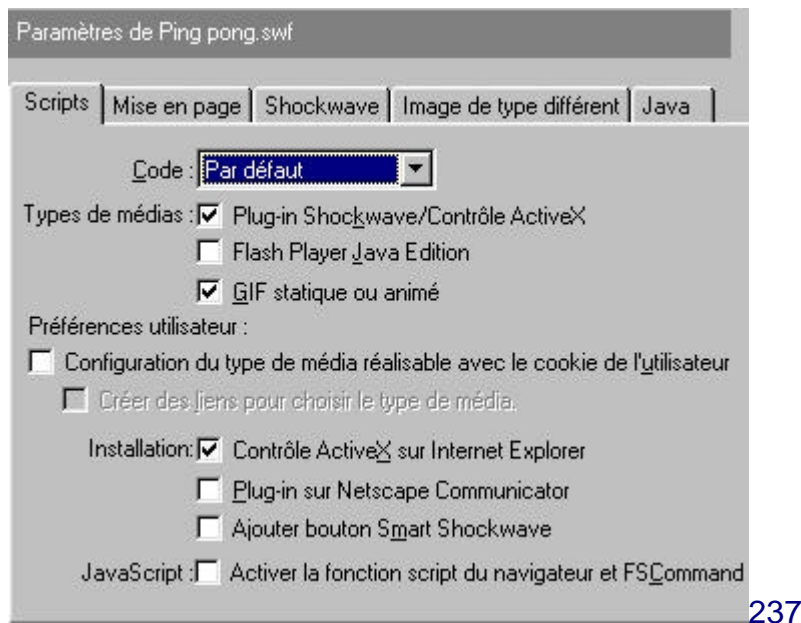 Paramètres de Ping pong.swf
Scripts Mise en page Shockwave Image de type différent Java
Code : Par défaut
Types de médias : Plug-in Shockwave/Contrôle ActiveX
Flash Player Java Edition
GIF statique ou animé
Préférences utilisateur :
Configuration du type de média réalisable avec le cookie de l'utilisateur
Créer des liens pour choisir le type de média.
Installation: Contrôle ActiveX sur Internet Explorer
Plug-in sur Netscape Communicator
Ajouter bouton Smart Shockwave
JavaScript : Activer la fonction script du navigateur et FSCommand
237